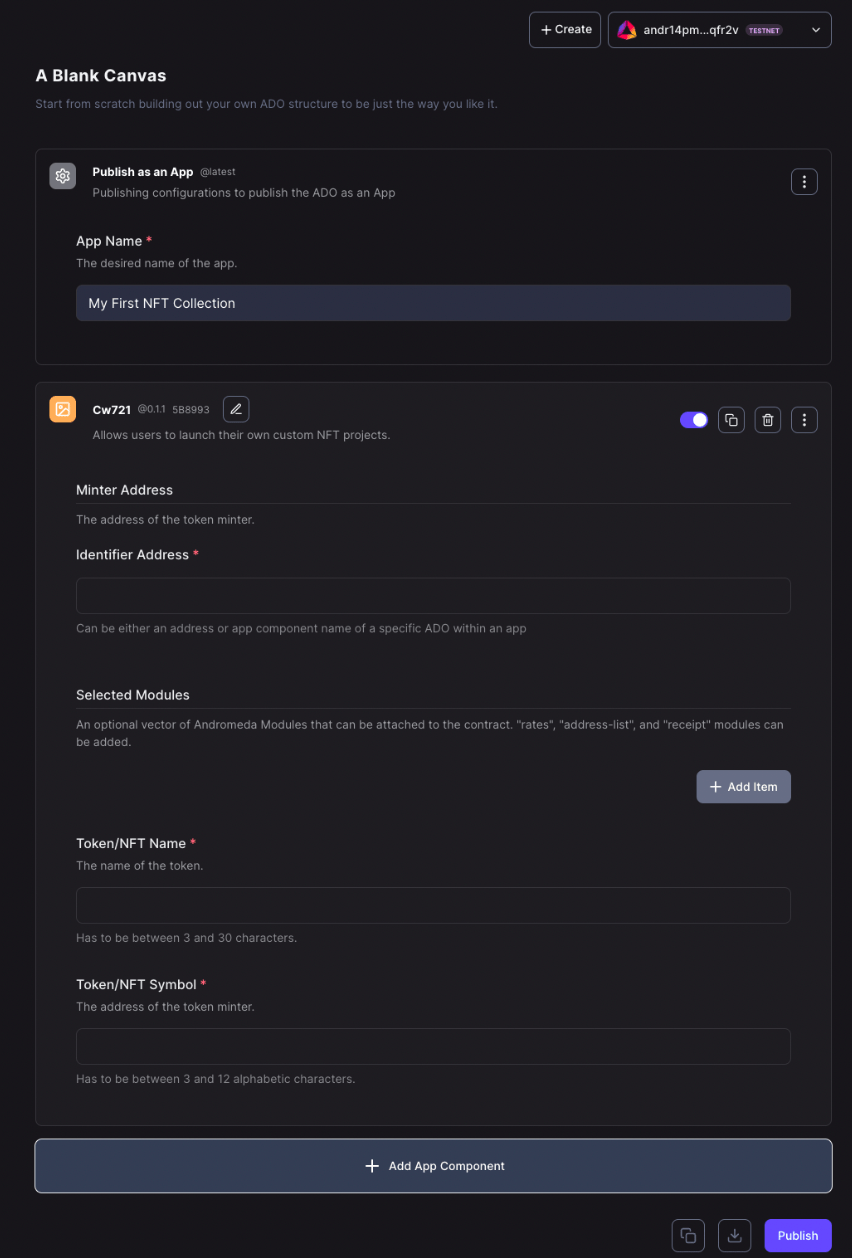 + Create
andr14pm...qfr2v TESTNET
A Blank Canvas
Start from scratch building out your own ADO structure to be just the way you like it.
Publish as an App @latest
Publishing configurations to publish the ADO as an App
App Name *
The desired name of the app.
My First NFT Collection
Cw721 @0.1.1 5B8993
Allows users to launch their own custom NFT projects.
Minter Address
The address of the token minter.
Identifier Address *
Can be either an address or app component name of a specific ADO within an app
Selected Modules
An optional vector of Andromeda Modules that can be attached to the contract. "rates", "address-list", and "receipt" modules can
be added.
+ Add Item
Token/NFT Name *
The name of the token.
Has to be between 3 and 30 characters.
Token/NFT Symbol *
The address of the token minter.
Has to be between 3 and 12 alphabetic characters.
+ Add App Component
Publish